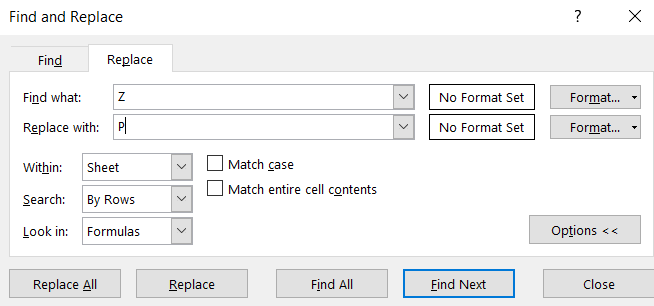 Find and Replace ? ×
Find Replace
Find what: Z No Format Set Format...
Replace with: P No Format Set Format...
Within: Sheet Match case
Match entire cell contents
Search: By Rows
Look in: Formulas Options <<
Replace All Replace Find All Find Next Close